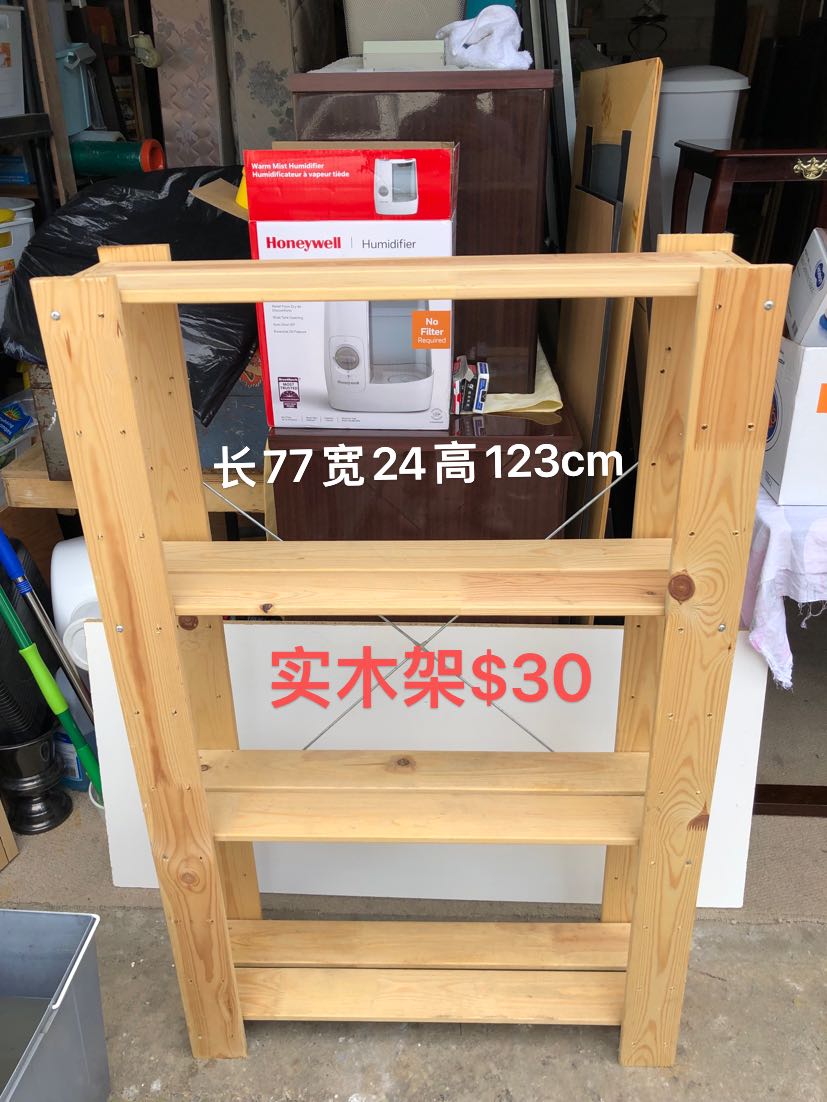 Warm Mist Humidifier
Humidificateur à vapeur tiède
Honeywell | Humidifier
No
Filter
Required
Honeywell
长77宽24高123cm
实木架$30